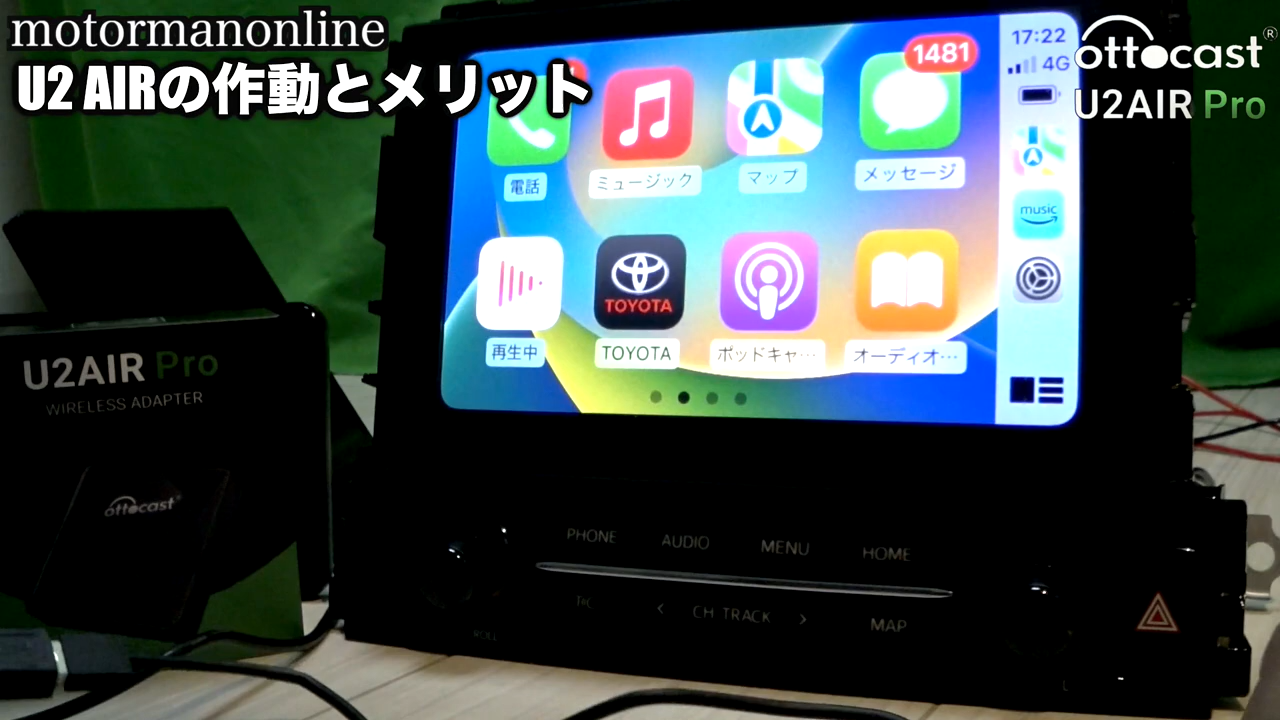 motormanonline
U2 AIRの作動とメリット
ottocast®
U2AIR Pro
17:22
4G
1481
電話
ミュージック
マップ
メッセージ
music
再生中
TOYOTA
TOYOTA
ポッドキャ…
オーディオ…
U2AIR Pro
WIRELESS ADAPTER
ottocast
PHONE
AUDIO
MENU
HOME
< CH TRACK >
MAP